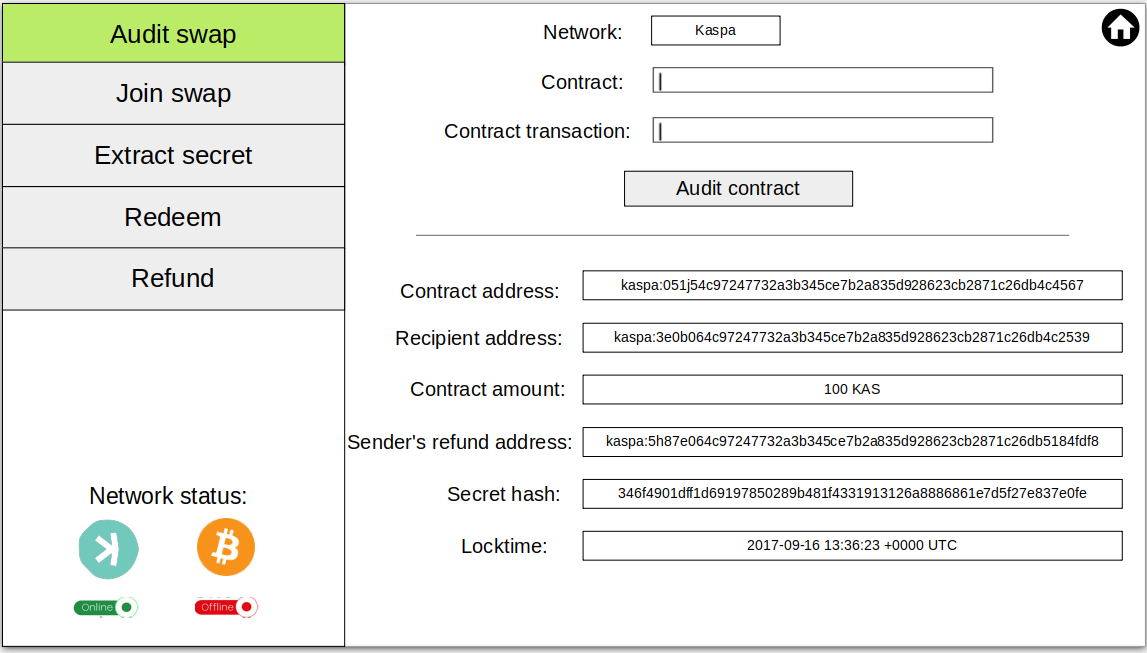 Audit swap
Join swap
Extract secret
Redeem
Refund
Network status:
Online
Offline
Network:
Kaspa
Contract:
Contract transaction:
Audit contract
Contract address:
kaspa:051j54c97247732a3b345ce7b2a835d928623cb2871c26db4c4567
Recipient address:
kaspa:3e0b064c97247732a3b345ce7b2a835d928623cb2871c26db4c2539
Contract amount:
100 KAS
Sender's refund address:
kaspa:5h87e064c97247732a3b345ce7b2a835d928623cb2871c26db5184fdf8
Secret hash:
346f4901dff1d69197850289b481f4331913126a8886861e7d5f27e837e0fe
Locktime:
2017-09-16 13:36:23 +0000 UTC